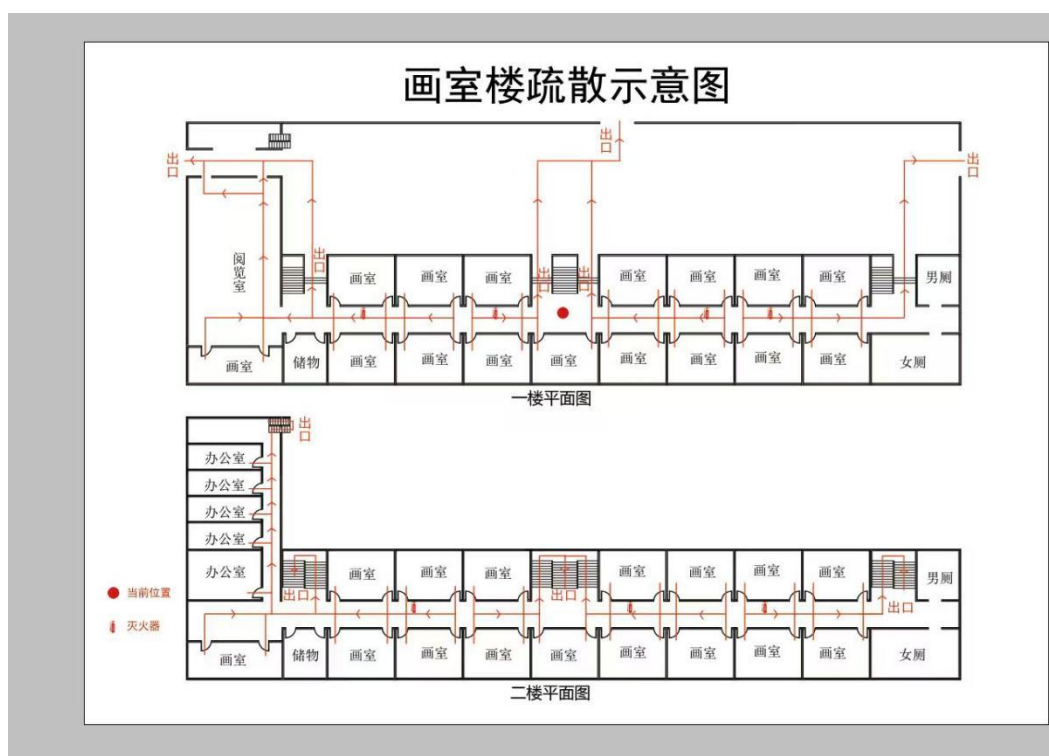 画室楼疏散示意图
出口
出口
出口
阅览室
出口
画室
画室
画室
出口
出口
画室
画室
画室
画室
男厕
画室
储物
画室
画室
画室
画室
画室
画室
画室
画室
女厕
一楼平面图
出口
办公室
办公室
办公室
办公室
办公室
当前位置
灭火器
出口
画室
画室
画室
出口
画室
画室
画室
画室
出口
男厕
画室
储物
画室
画室
画室
画室
画室
画室
画室
画室
女厕
二楼平面图